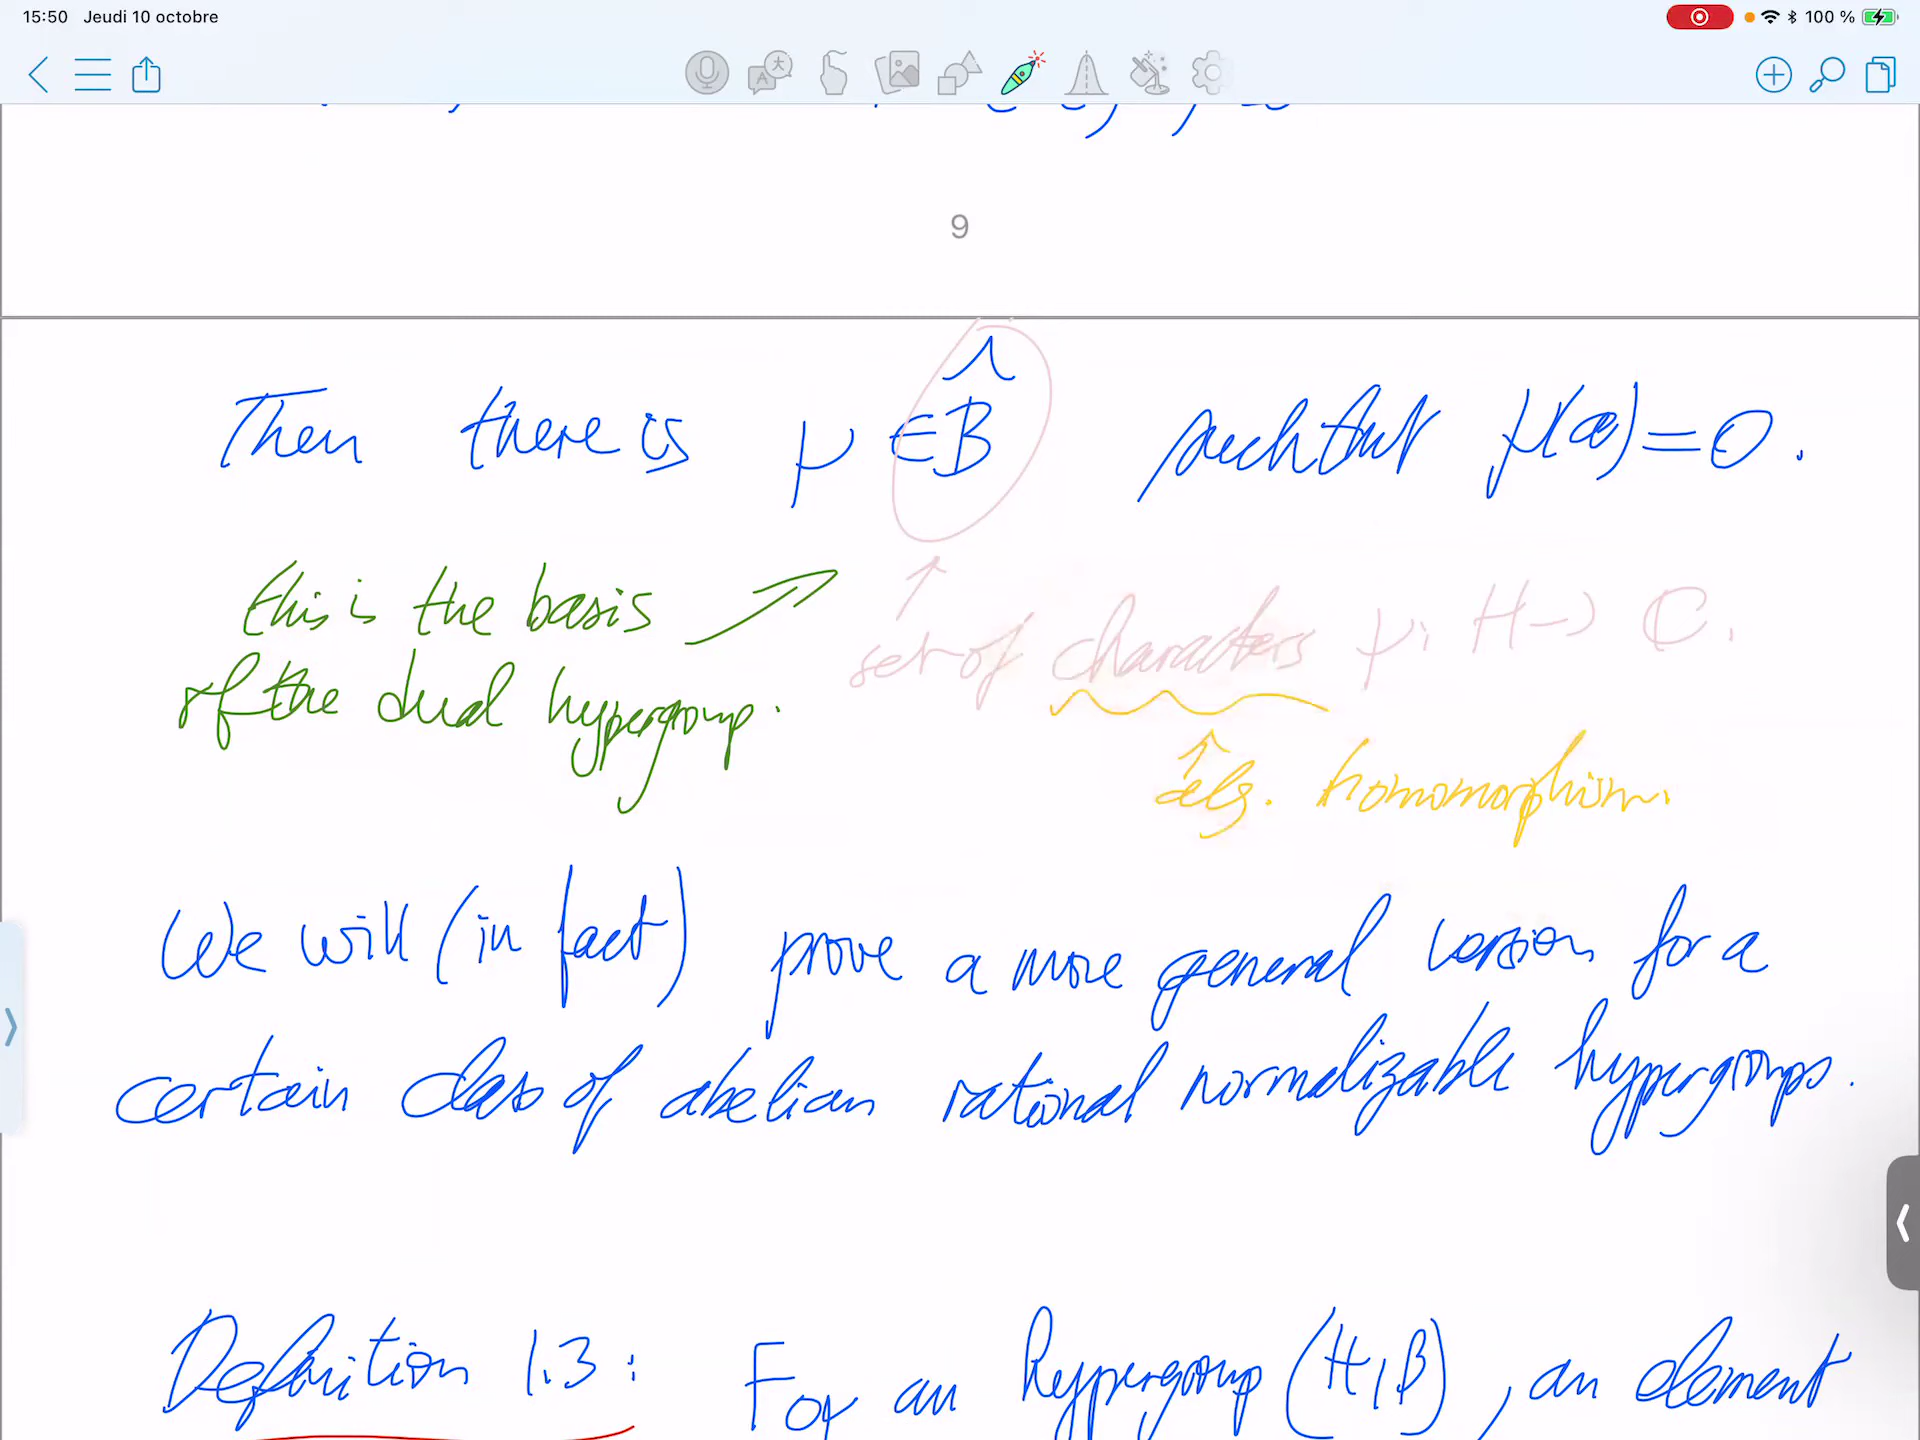 15:50 Jeudi 10 octobre 100 %
9
Then there is μ ∈ B̂ such that μ(x) = 0.
this is the basis
of the dual hypergroup.
set of characters μ: H → ℂ.
alg. homomorphism.
We will (in fact) prove a more general version for a
certain class of abelian rational normalizable hypergroups.
Definition 1.3: For an hypergroup (H, B), an element